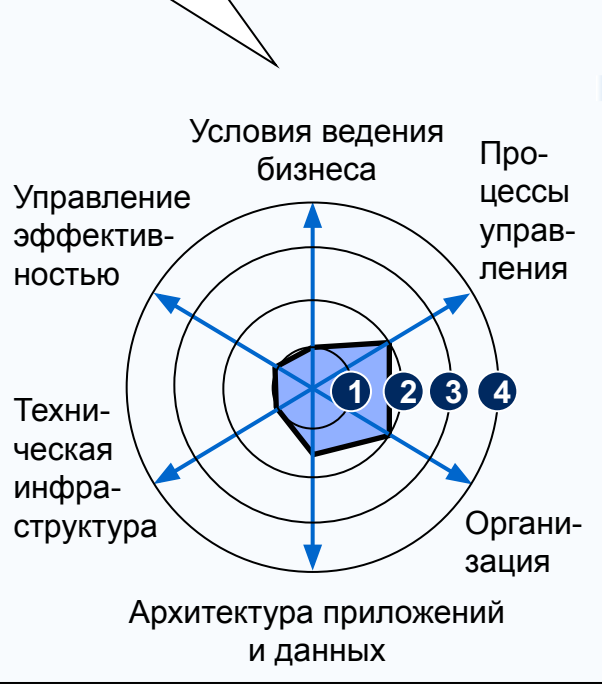 Условия ведения
бизнеса
Про-
цессы
управ-
ления
Управление
эффектив-
ностью
1 2 3 4
Техни-
ческая
инфра-
структура
Органи-
зация
Архитектура приложений
и данных